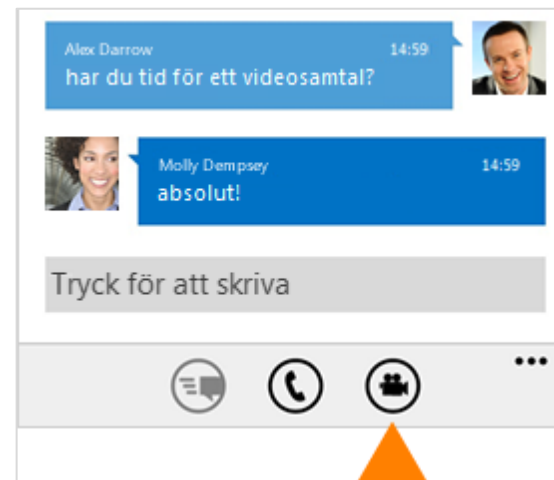 Alex Darrow 14:59
har du tid för ett videosamtal?
Molly Dempsey 14:59
absolut!
Tryck för att skriva